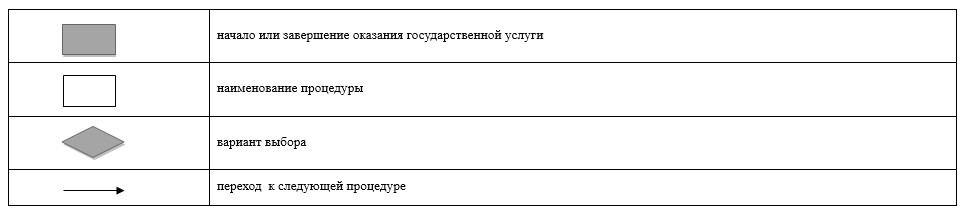 начало или завершение оказания государственной услуги
наименование процедуры
вариант выбора
переход к следующей процедуре